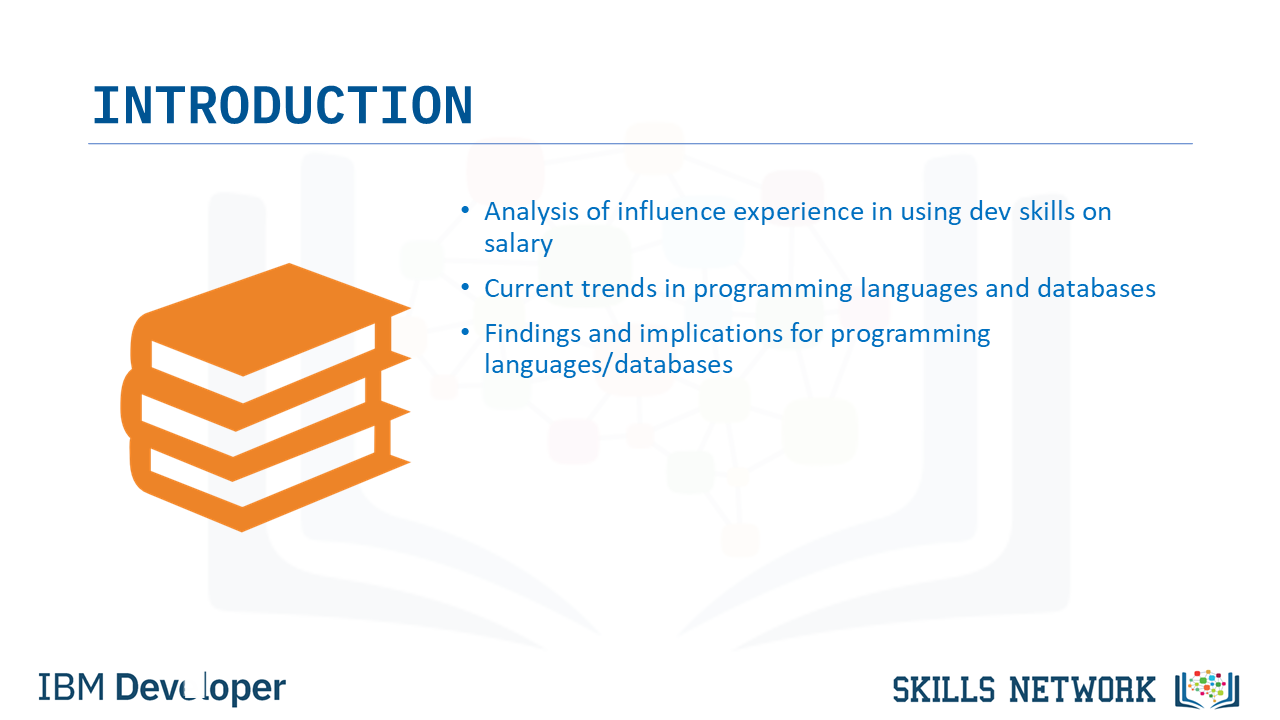 INTRODUCTION
• Analysis of influence experience in using dev skills on
salary
• Current trends in programming languages and databases
• Findings and implications for programming
languages/databases
IBM Developer
SKILLS NETWORK